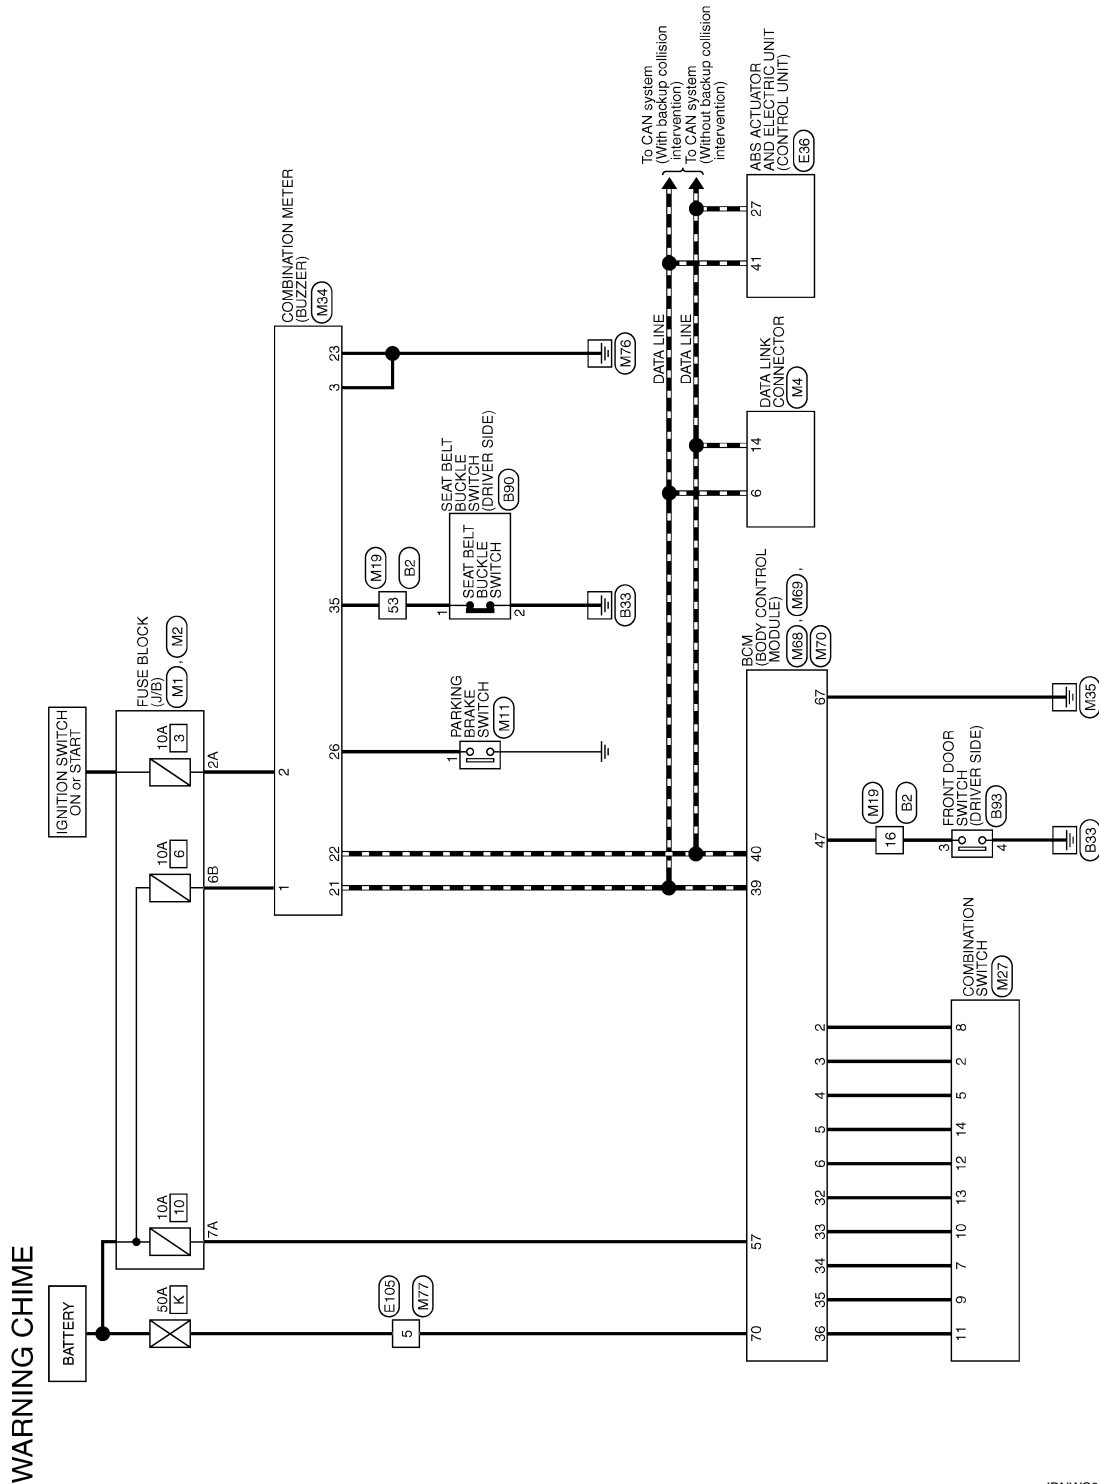 WARNING CHIME
BATTERY
50A
K
10A
10
7A
10A
6
6B
IGNITION SWITCH
ON or START
10A
3
2A
FUSE BLOCK
(J/B)
M1 , M2
E105
M77
5
1
2
COMBINATION METER
(BUZZER)
M34
21
22
26
35
3
23
PARKING
BRAKE
SWITCH
M11
1
M19
B2
53
SEAT BELT
BUCKLE
SWITCH
(DRIVER SIDE)
B90
1
SEAT BELT
BUCKLE
SWITCH
2
B33
M76
DATA LINE
DATA LINE
To CAN system
(With backup collision
intervention)
To CAN system
(Without backup collision
intervention)
70
57
39
40
BCM
(BODY CONTROL
MODULE)
M68 , M69 ,
M70
36
35
34
33
32
6
5
4
3
2
47
67
6
14
DATA LINK
CONNECTOR
M4
41
27
ABS ACTUATOR
AND ELECTRIC UNIT
(CONTROL UNIT)
E36
11
9
7
10
13
12
14
5
2
8
COMBINATION
SWITCH
M27
M19
B2
16
3
4
FRONT DOOR
SWITCH
(DRIVER SIDE)
B93
B33
M35